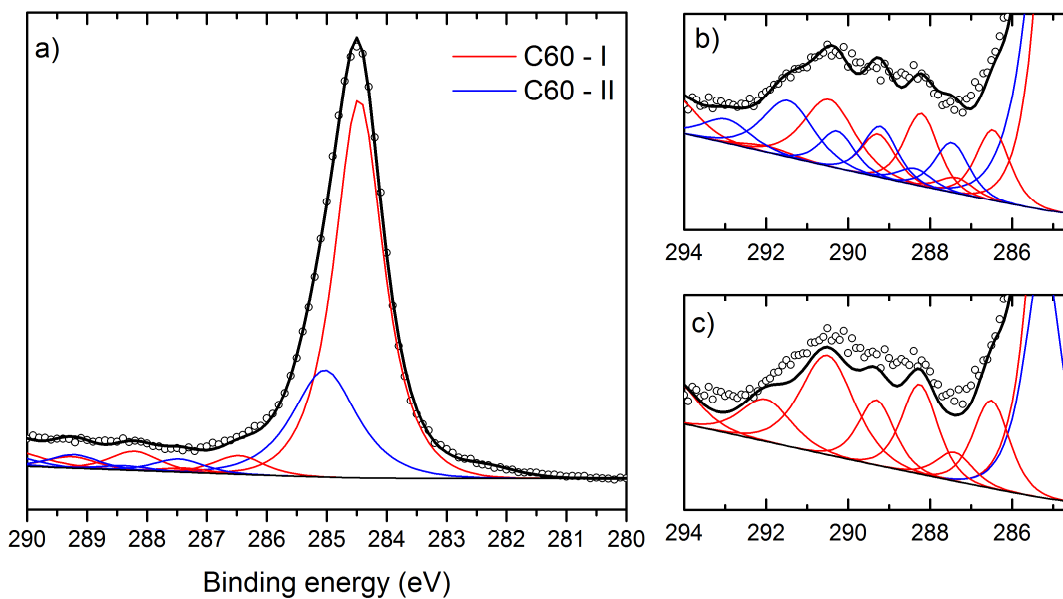 a)
C60 - I
C60 - II
290 289 288 287 286 285 284 283 282 281 280
Binding energy (eV)
b)
294 292 290 288 286
c)
294 292 290 288 286